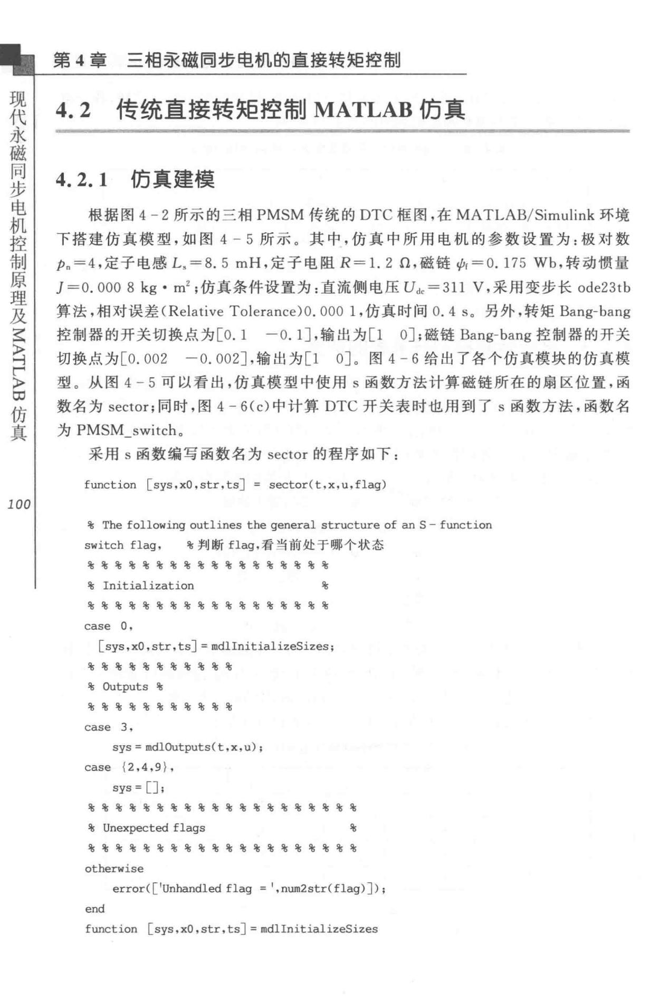 第 4 章 三相永磁同步电机的直接转矩控制
现代永磁同步电机控制原理及MATLAB仿真
100
4.2 传统直接转矩控制 MATLAB 仿真
4.2.1 仿真建模
根据图 4-2 所示的三相 PMSM 传统的 DTC 框图,在 MATLAB/Simulink 环境
下搭建仿真模型,如图 4-5 所示。其中,仿真中所用电机的参数设置为:极对数
pn=4,定子电感 Ls=8.5 mH,定子电阻 R=1.2 Ω,磁链 ψf=0.175 Wb,转动惯量
J=0.000 8 kg·m²;仿真条件设置为:直流侧电压 Udc=311 V,采用变步长 ode23tb
算法,相对误差(Relative Tolerance)0.000 1,仿真时间 0.4 s。另外,转矩 Bang-bang
控制器的开关切换点为[0.1 -0.1],输出为[1 0];磁链 Bang-bang 控制器的开关
切换点为[0.002 -0.002],输出为[1 0]。图 4-6 给出了各个仿真模块的仿真模
型。从图 4-5 可以看出,仿真模型中使用 s 函数方法计算磁链所在的扇区位置,函
数名为 sector;同时,图 4-6(c)中计算 DTC 开关表时也用到了 s 函数方法,函数名
为 PMSM_switch。
采用 s 函数编写函数名为 sector 的程序如下:
function [sys,x0,str,ts] = sector(t,x,u,flag)
% The following outlines the general structure of an S-function
switch flag, %判断 flag,看当前处于哪个状态
% % % % % % % % % % % % % % % % % %
% Initialization %
% % % % % % % % % % % % % % % % % %
case 0,
[sys,x0,str,ts]=mdlInitializeSizes;
% % % % % % % % % % %
% Outputs %
% % % % % % % % % % %
case 3,
sys=mdlOutputs(t,x,u);
case {2,4,9},
sys=[];
% % % % % % % % % % % % % % % % % % % %
% Unexpected flags %
% % % % % % % % % % % % % % % % % % % %
otherwise
error(['Unhandled flag = ',num2str(flag)]);
end
function [sys,x0,str,ts]=mdlInitializeSizes